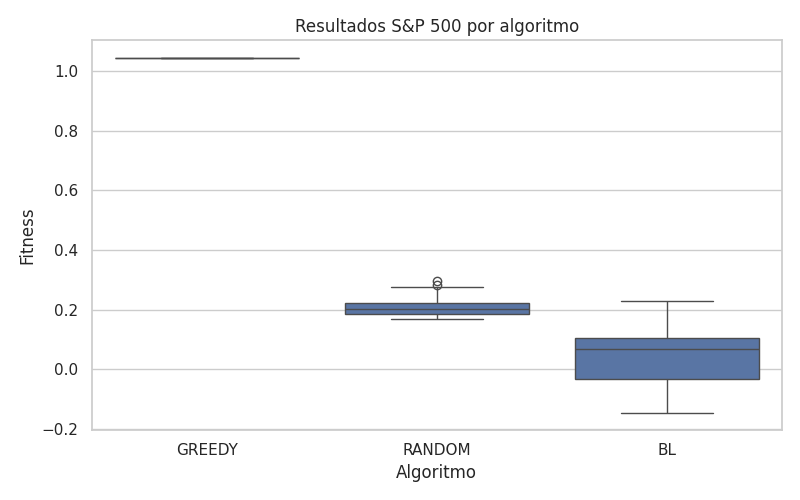 Resultados S&P 500 por algoritmo
Fitness
1.0
0.8
0.6
0.4
0.2
0.0
−0.2
GREEDY
RANDOM
BL
Algoritmo